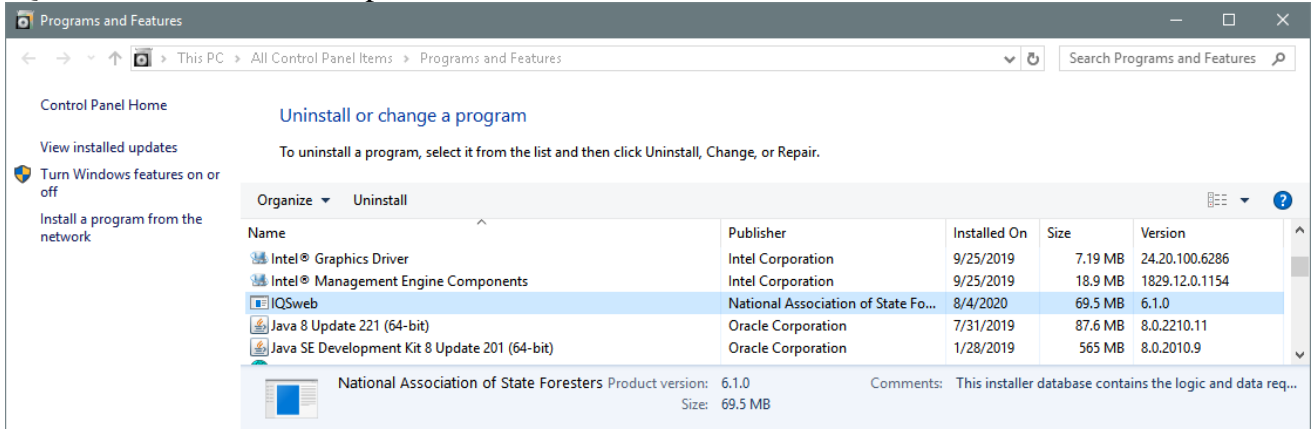 Programs and Features
This PC > All Control Panel Items > Programs and Features
Search Programs and Features
Control Panel Home
View installed updates
Turn Windows features on or off
Install a program from the network
Uninstall or change a program
To uninstall a program, select it from the list and then click Uninstall, Change, or Repair.
Organize Uninstall
Name Publisher Installed On Size Version
Intel® Graphics Driver Intel Corporation 9/25/2019 7.19 MB 24.20.100.6286
Intel® Management Engine Components Intel Corporation 9/25/2019 18.9 MB 1829.12.0.1154
IQSweb National Association of State Fo... 8/4/2020 69.5 MB 6.1.0
Java 8 Update 221 (64-bit) Oracle Corporation 7/31/2019 87.6 MB 8.0.2210.11
Java SE Development Kit 8 Update 201 (64-bit) Oracle Corporation 1/28/2019 565 MB 8.0.2010.9
National Association of State Foresters Product version: 6.1.0 Comments: This installer database contains the logic and data req...
Size: 69.5 MB